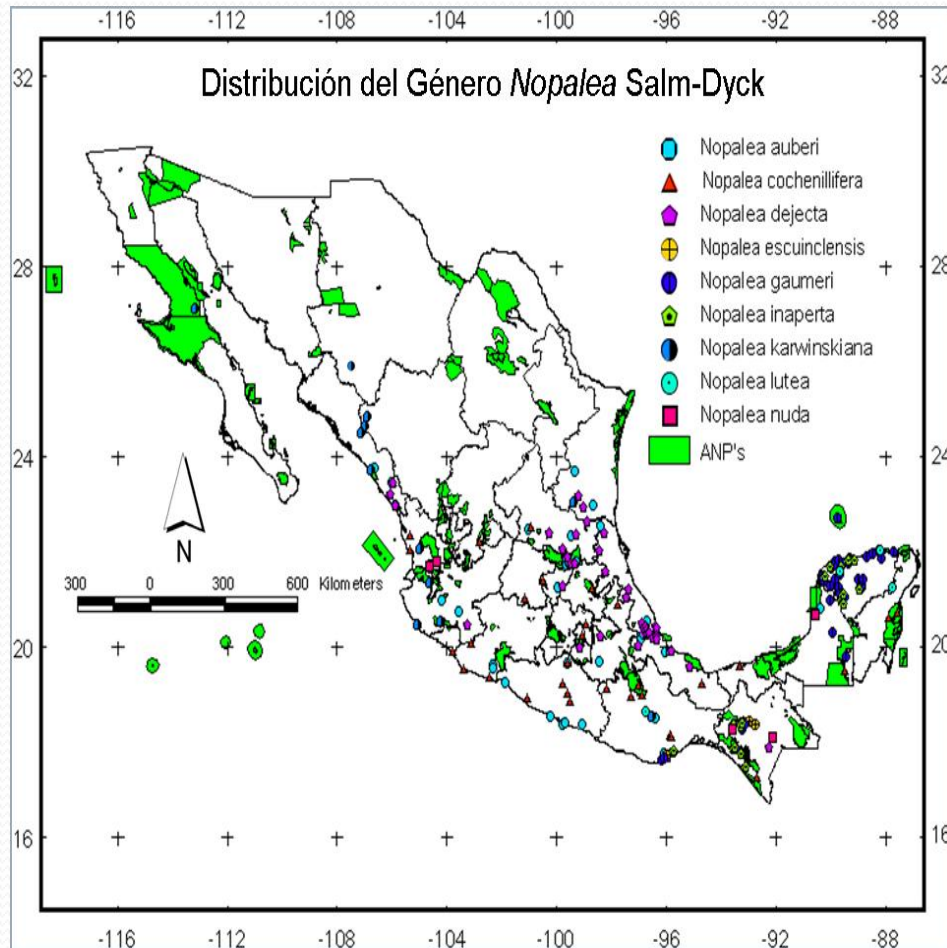 -116 -112 -108 -104 -100 -96 -92 -88
Distribución del Género Nopalea Salm-Dyck
Nopalea auberi
Nopalea cochenillifera
Nopalea dejecta
Nopalea escuinclensis
Nopalea gaumeri
Nopalea inaperta
Nopalea karwinskiana
Nopalea lutea
Nopalea nuda
ANP's
32 32
28 28
24 24
20 20
16 16
N
300 0 300 600 Kilometers
-116 -112 -108 -104 -100 -96 -92 -88